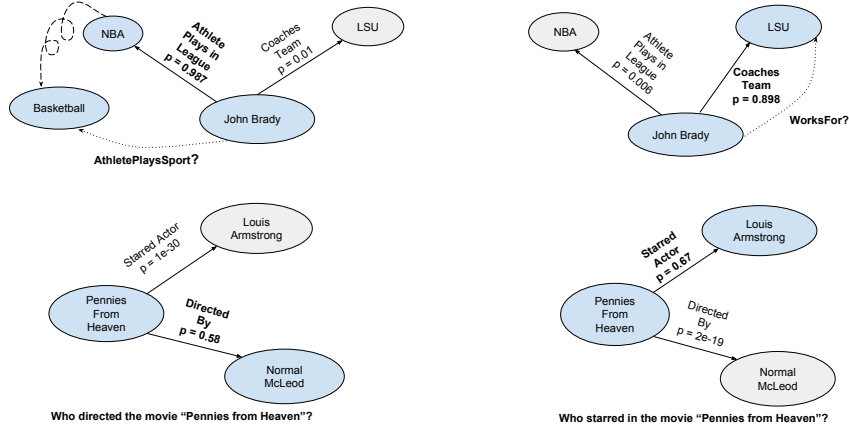 NBA
Athlete
Plays in
League
p = 0.987
Coaches
Team
p = 0.01
LSU
Basketball
John Brady
AthletePlaysSport?
NBA
Athlete
Plays in
League
p = 0.006
LSU
Coaches
Team
p = 0.898
John Brady
WorksFor?
Starred Actor
p = 1e-30
Louis
Armstrong
Pennies
From
Heaven
Directed
By
p = 0.58
Normal
McLeod
Who directed the movie “Pennies from Heaven”?
Starred
Actor
p = 0.67
Louis
Armstrong
Pennies
From
Heaven
Directed
By
p = 2e-19
Normal
McLeod
Who starred in the movie “Pennies from Heaven”?